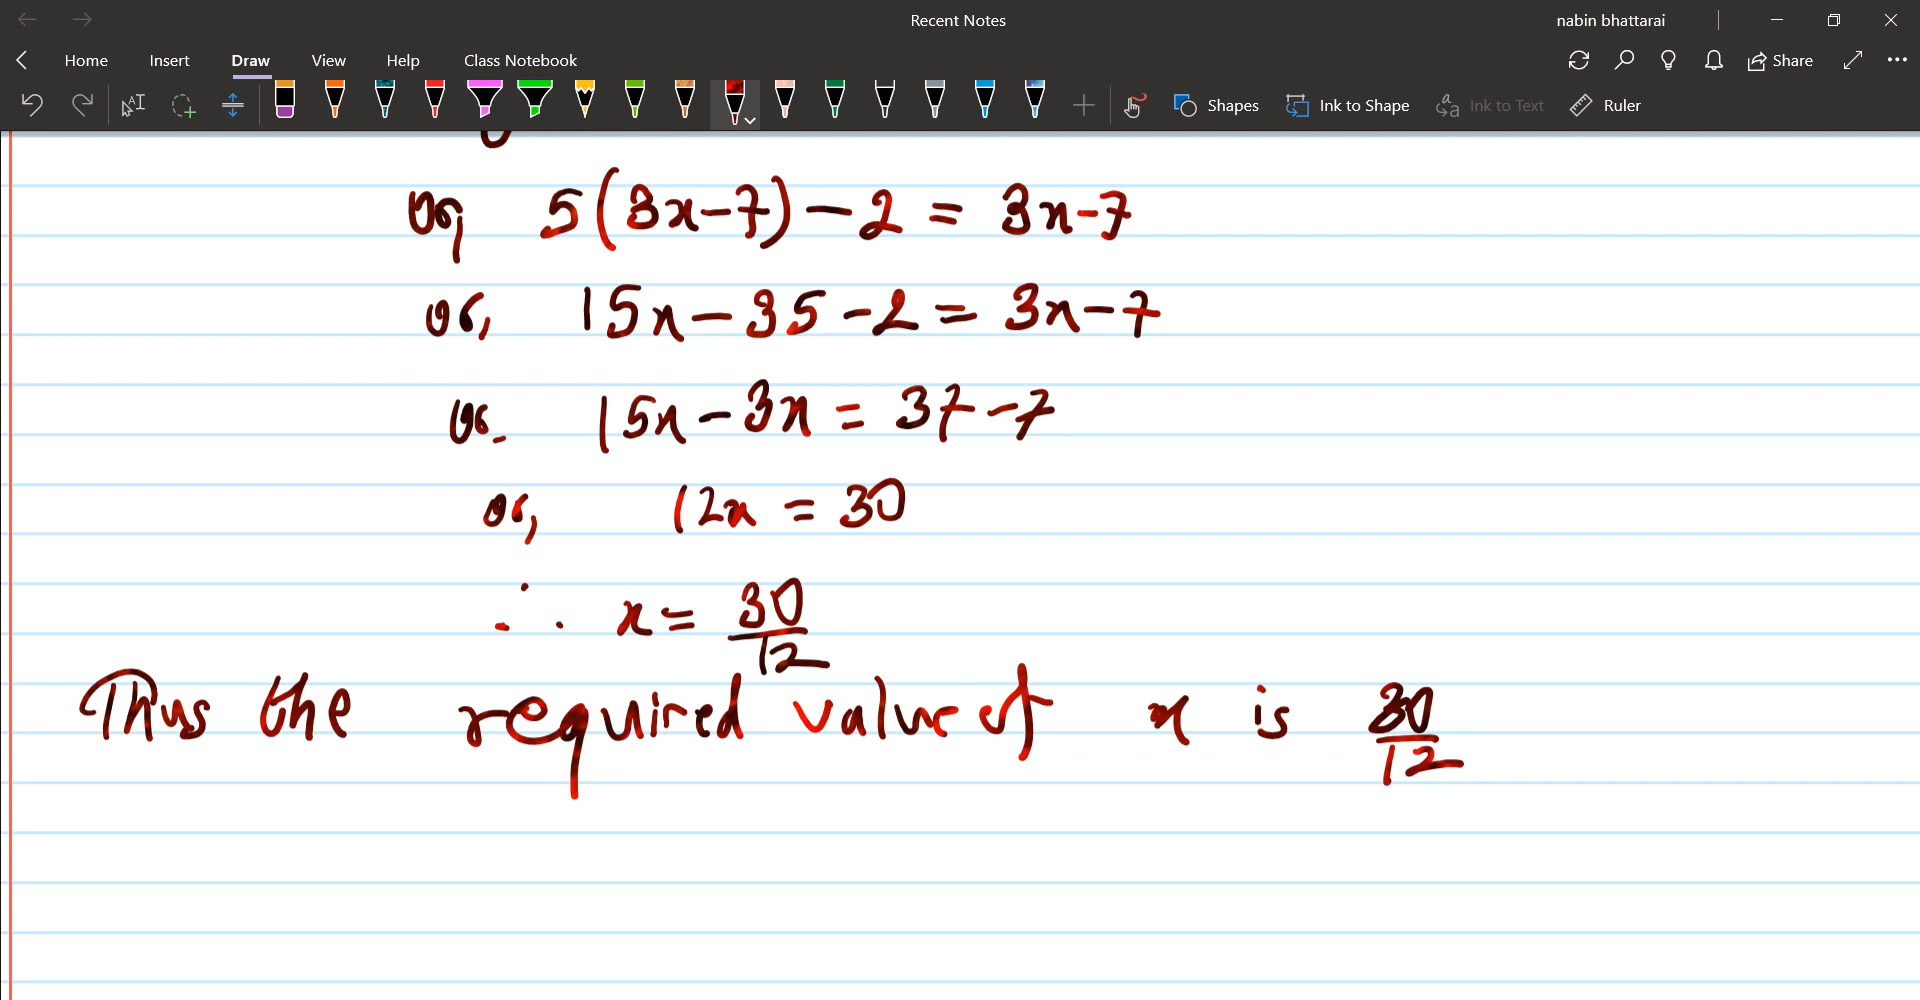 Recent Notes
nabin bhattarai
Home Insert Draw View Help Class Notebook
Share
Shapes Ink to Shape Ink to Text Ruler
or, 5(3x-7)-2 = 3x-7
or, 15x-35-2 = 3x-7
or. 15x-3x = 37-7
or, 12x = 30
∴ x = 30/12
Thus the required value of x is 30/12